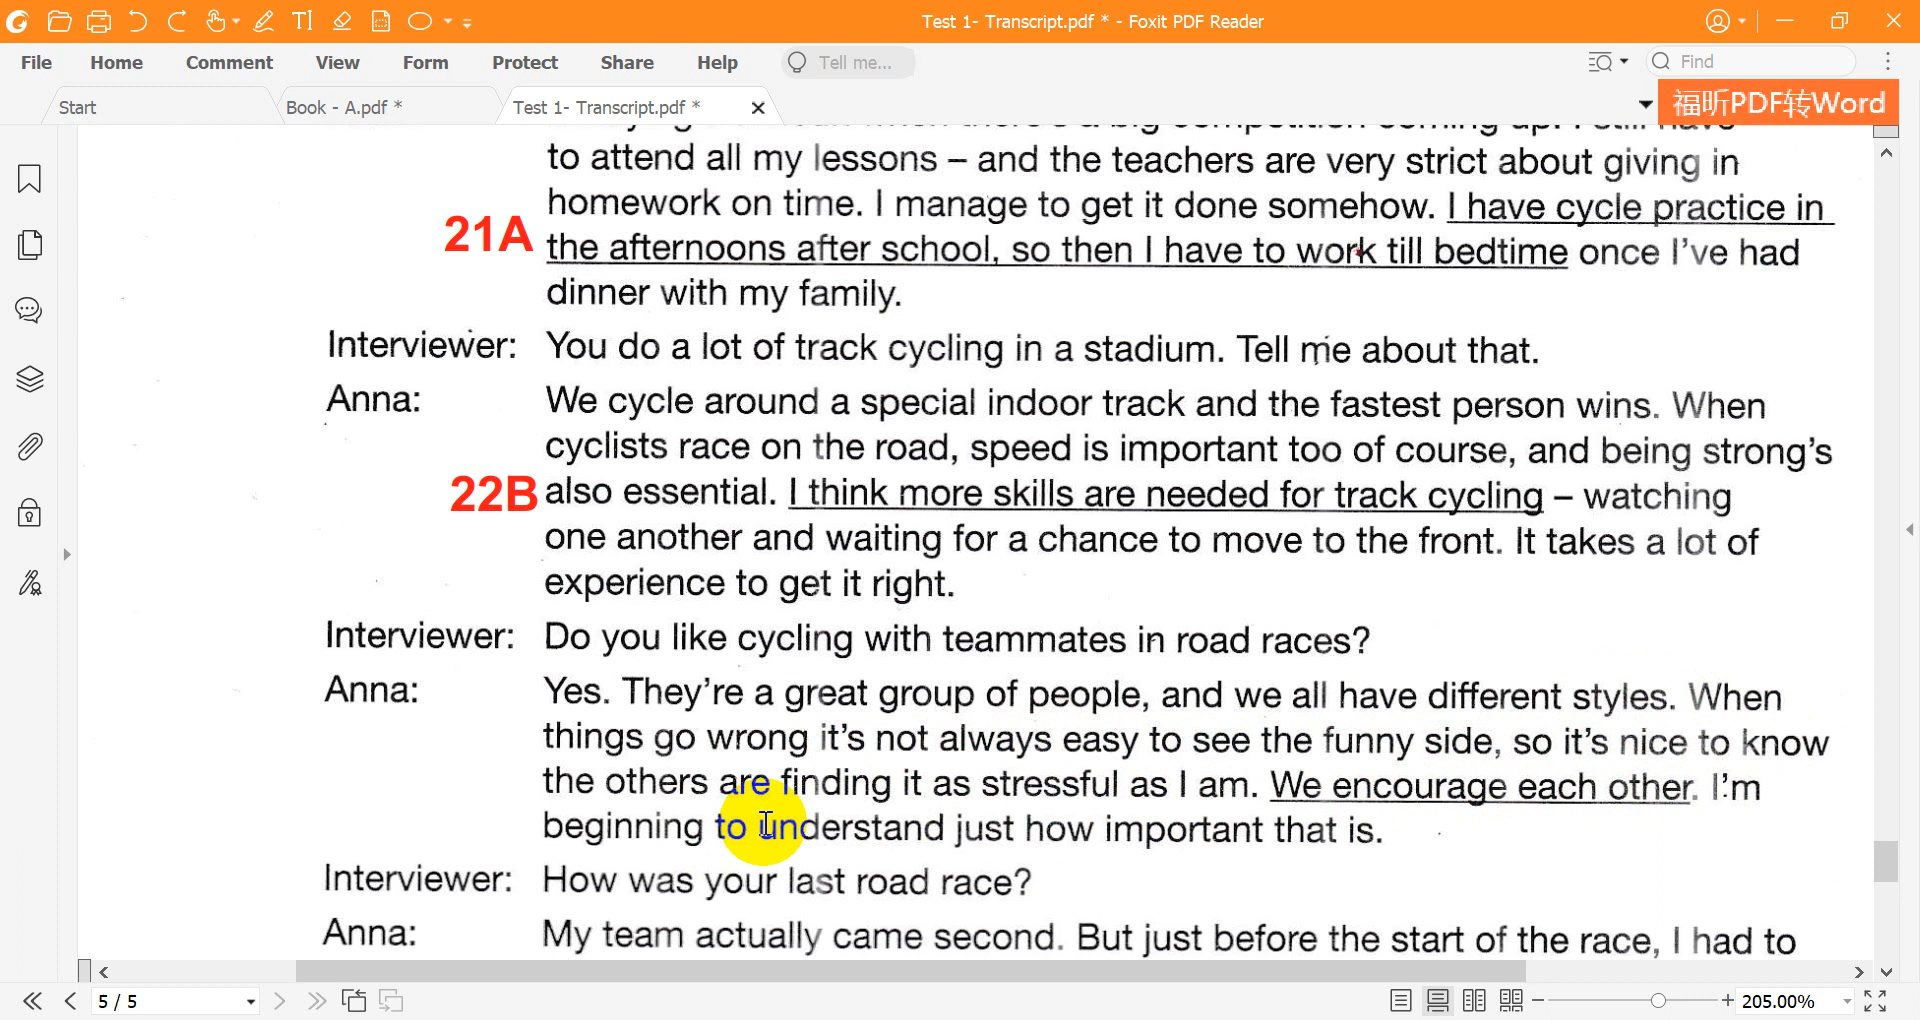 Test 1- Transcript.pdf * - Foxit PDF Reader
File Home Comment View Form Protect Share Help Tell me... Find
Start Book - A.pdf * Test 1- Transcript.pdf * 福昕PDF转Word
to attend all my lessons – and the teachers are very strict about giving in
homework on time. I manage to get it done somehow. I have cycle practice in
21A the afternoons after school, so then I have to work till bedtime once I've had
dinner with my family.
Interviewer: You do a lot of track cycling in a stadium. Tell me about that.
Anna: We cycle around a special indoor track and the fastest person wins. When
cyclists race on the road, speed is important too of course, and being strong's
22B also essential. I think more skills are needed for track cycling – watching
one another and waiting for a chance to move to the front. It takes a lot of
experience to get it right.
Interviewer: Do you like cycling with teammates in road races?
Anna: Yes. They're a great group of people, and we all have different styles. When
things go wrong it's not always easy to see the funny side, so it's nice to know
the others are finding it as stressful as I am. We encourage each other. I'm
beginning to understand just how important that is.
Interviewer: How was your last road race?
Anna: My team actually came second. But just before the start of the race, I had to
5 / 5 205.00%